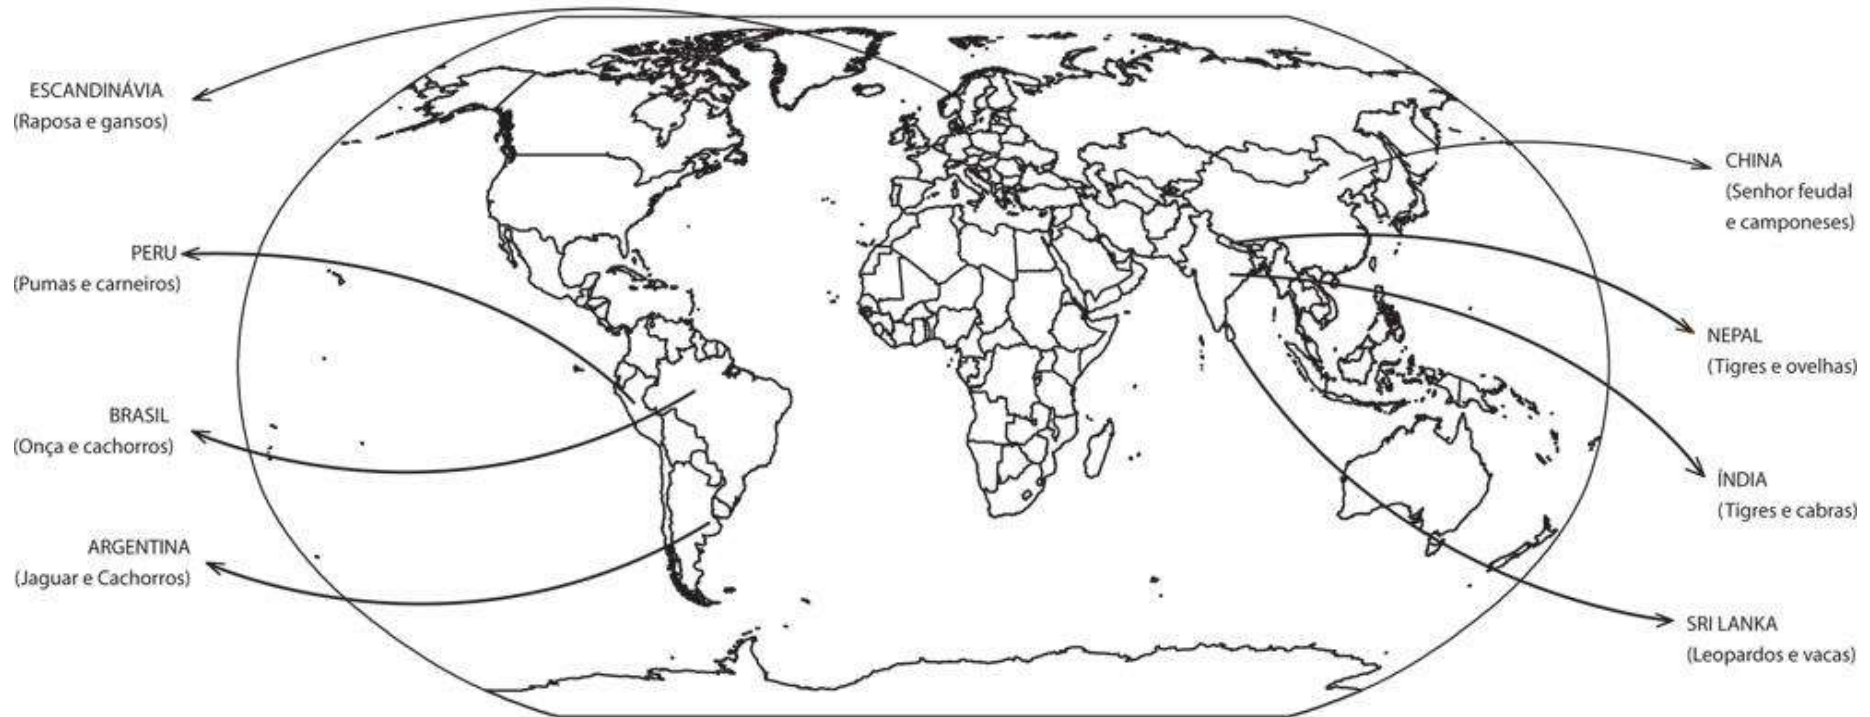 ESCANDINÁVIA
(Raposa e gansos)
PERU
(Pumas e carneiros)
BRASIL
(Onça e cachorros)
ARGENTINA
(Jaguar e Cachorros)
CHINA
(Senhor feudal
e camponeses)
NEPAL
(Tigres e ovelhas)
ÍNDIA
(Tigres e cabras)
SRI LANKA
(Leopardos e vacas)